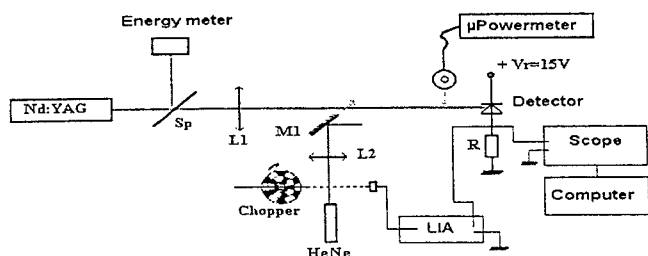 Energy meter
µPowermeter
+ Vr=15V
Nd:YAG
Sp
L1
M1
Detector
R
Scope
L2
Chopper
Computer
LIA
HeNe